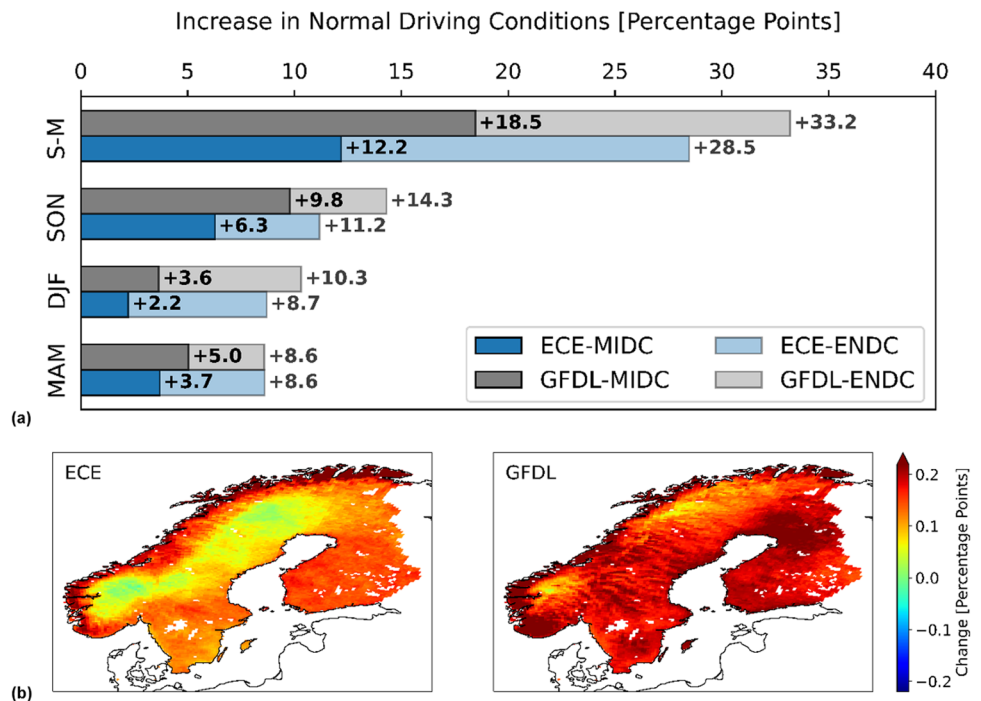 Increase in Normal Driving Conditions [Percentage Points]
0 5 10 15 20 25 30 35 40
S-M
+18.5 +33.2
+12.2 +28.5
SON
+9.8 +14.3
+6.3 +11.2
DJF
+3.6 +10.3
+2.2 +8.7
MAM
+5.0 +8.6
+3.7 +8.6
ECE-MIDC ECE-ENDC
GFDL-MIDC GFDL-ENDC
(a)
ECE
GFDL
0.2
0.1
0.0
−0.1
−0.2
Change [Percentage Points]
(b)